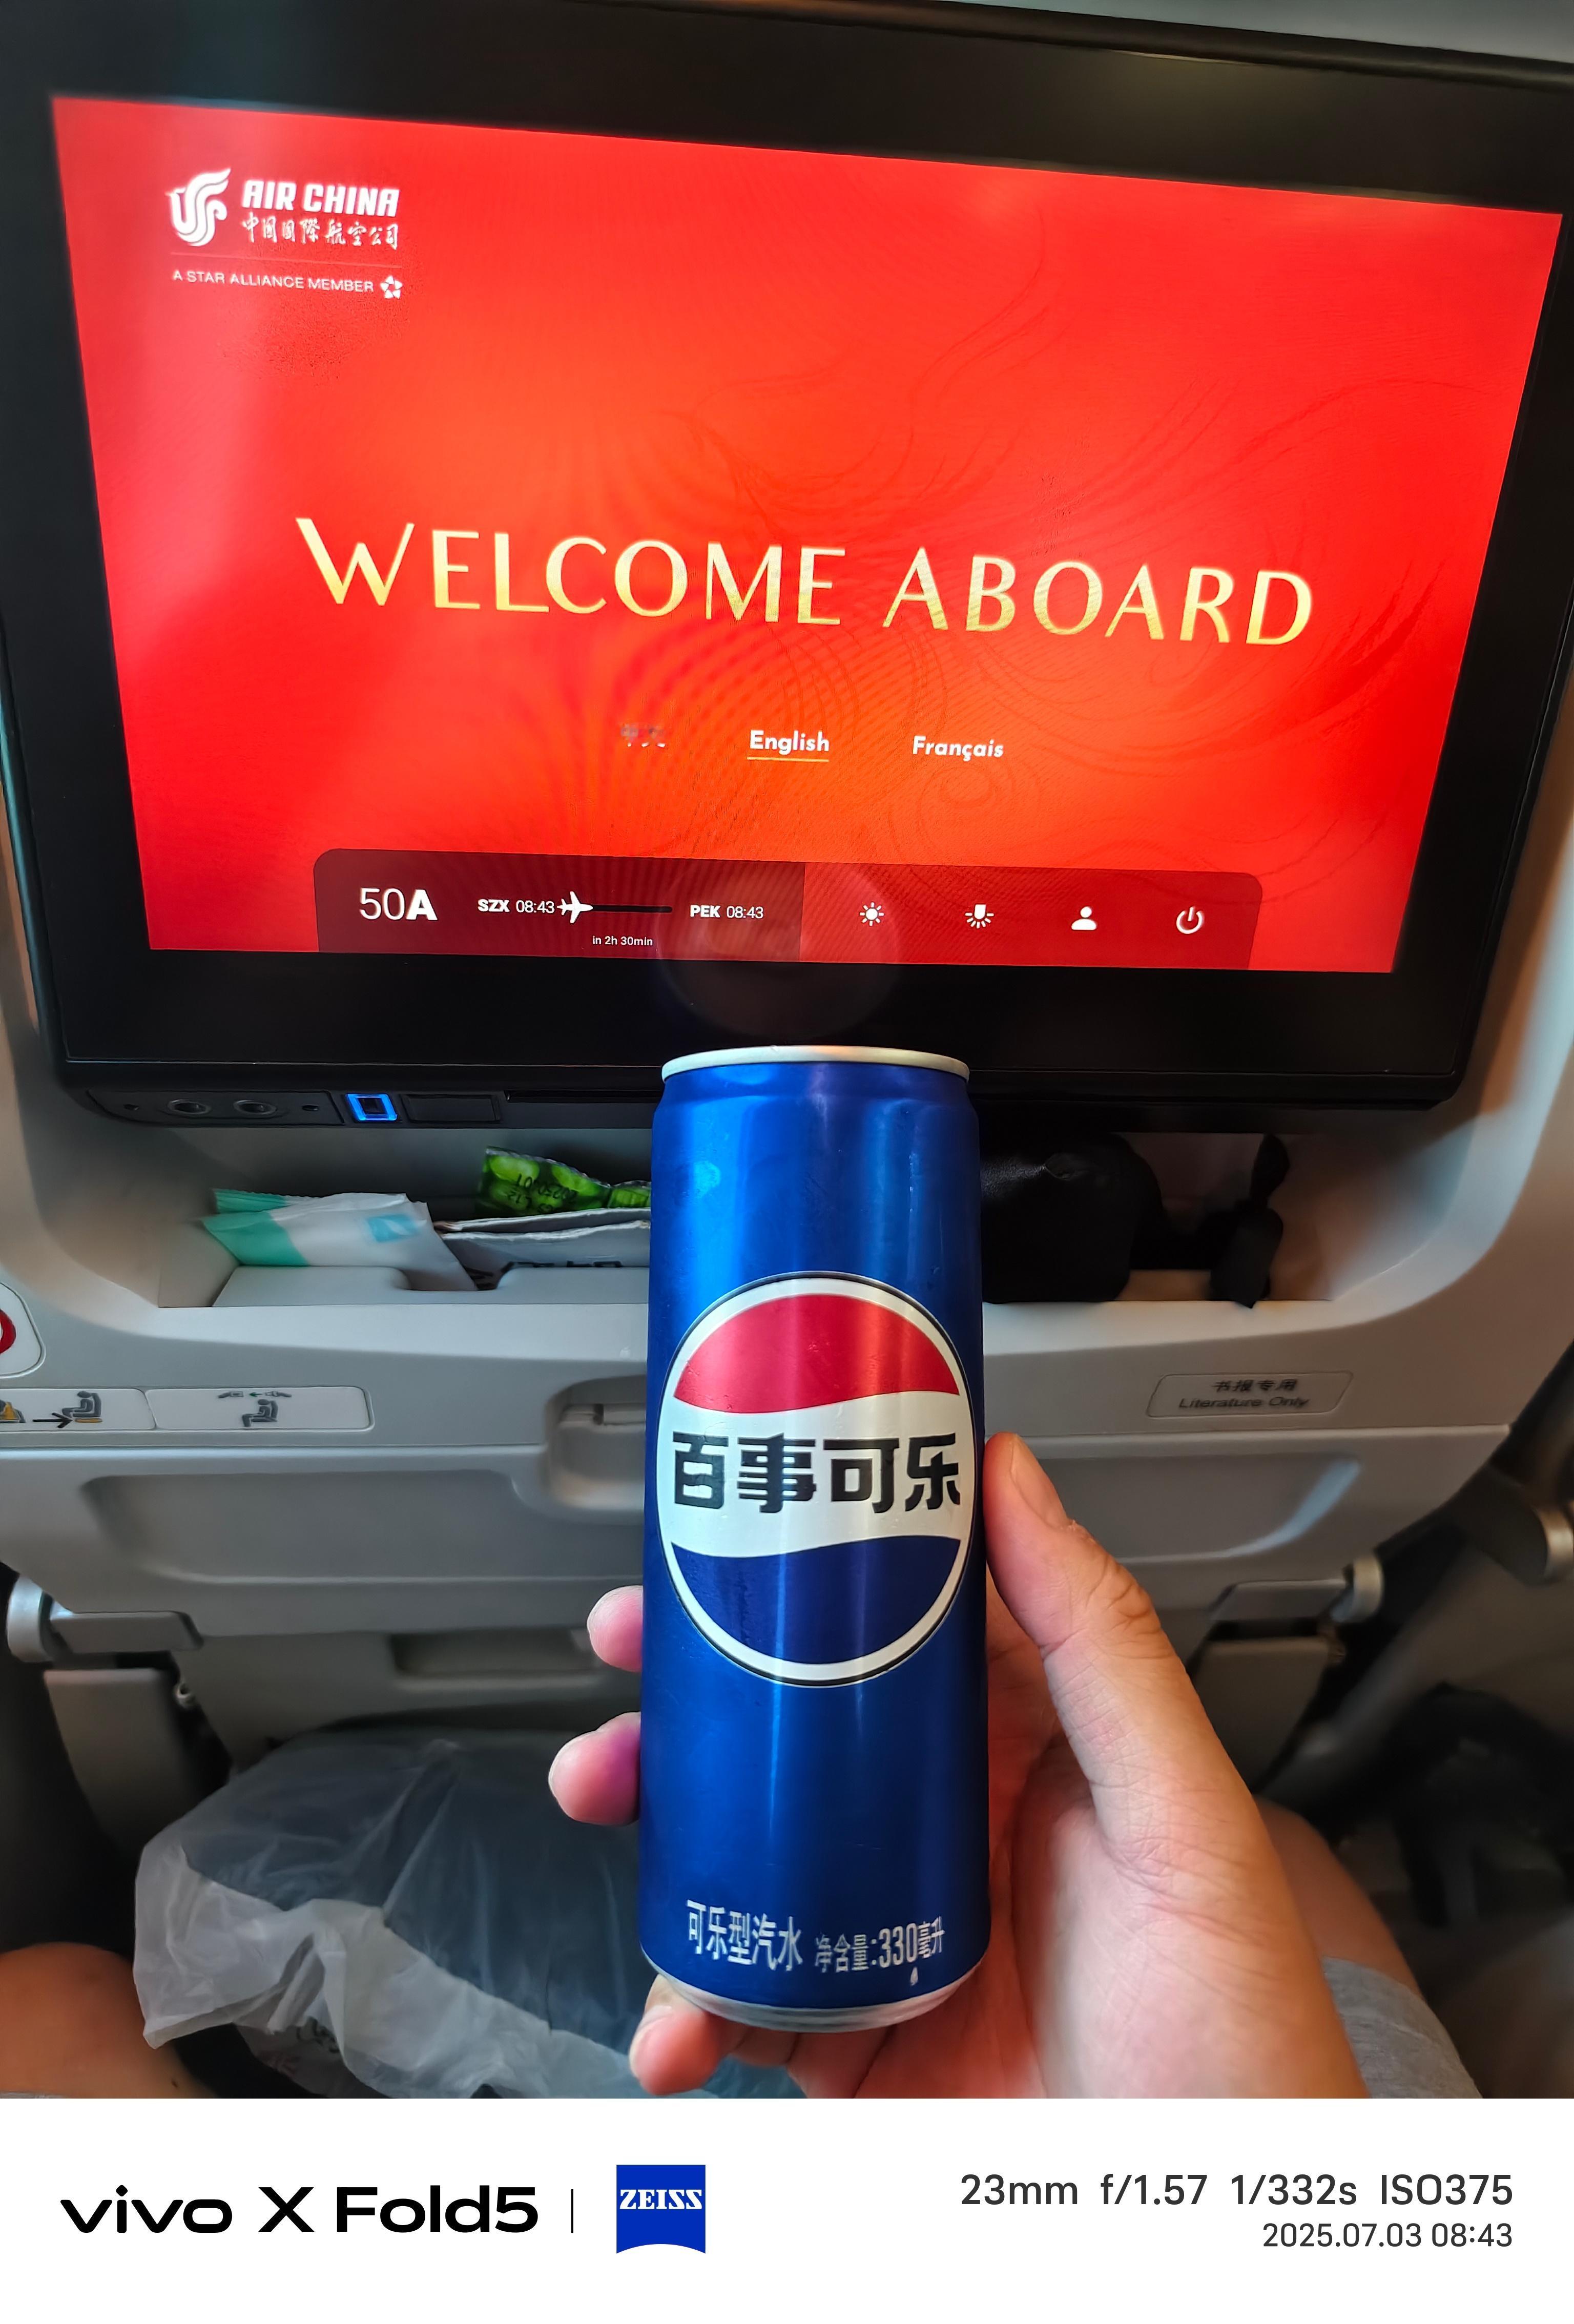 AIR CHINA
中国国際航空公司
A STAR ALLIANCE MEMBER
WELCOME ABOARD
中文 English Français
50A SZX 08:43 PEK 08:43
in 2h 30min
书报专用
Literature Only
百事可乐
可乐型汽水 净含量:330毫升
vivo X Fold5 ZEISS 23mm f/1.57 1/332s ISO375
2025.07.03 08:43